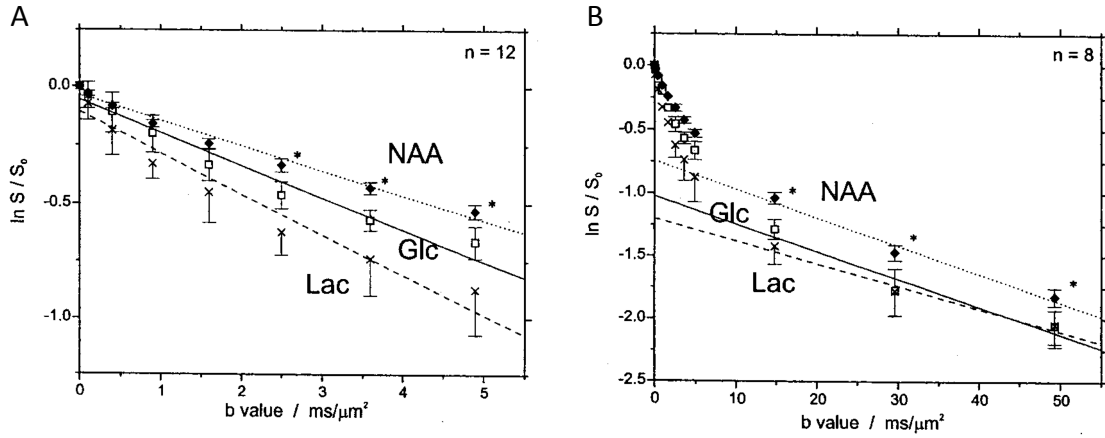 A
n = 12
ln S / S₀
0.0
-0.5
-1.0
NAA
Glc
Lac
*
*
*
0 1 2 3 4 5
b value / ms/μm²
B
n = 8
ln S / S₀
0.0
-0.5
-1.0
-1.5
-2.0
-2.5
NAA
Glc
Lac
*
*
*
0 10 20 30 40 50
b value / ms/μm²